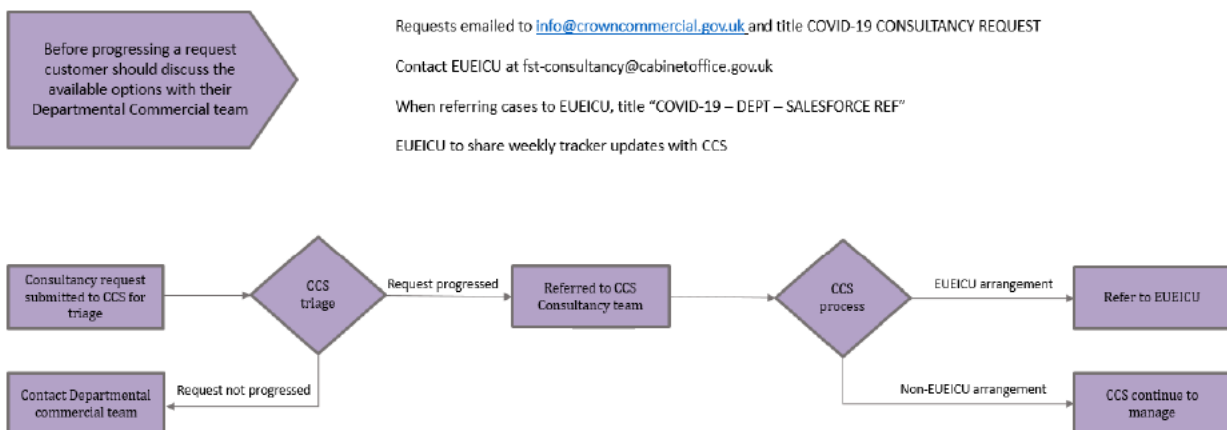 Before progressing a request
customer should discuss the
available options with their
Departmental Commercial team
Requests emailed to info@crowncommercial.gov.uk and title COVID-19 CONSULTANCY REQUEST
Contact EUEICU at fst-consultancy@cabinetoffice.gov.uk
When referring cases to EUEICU, title “COVID-19 – DEPT – SALESFORCE REF”
EUEICU to share weekly tracker updates with CCS
Consultancy request
submitted to CCS for
triage
CCS
triage
Request progressed
Referred to CCS
Consultancy team
CCS
process
EUEICU arrangement
Refer to EUEICU
Contact Departmental
commercial team
Request not progressed
Non-EUEICU arrangement
CCS continue to
manage